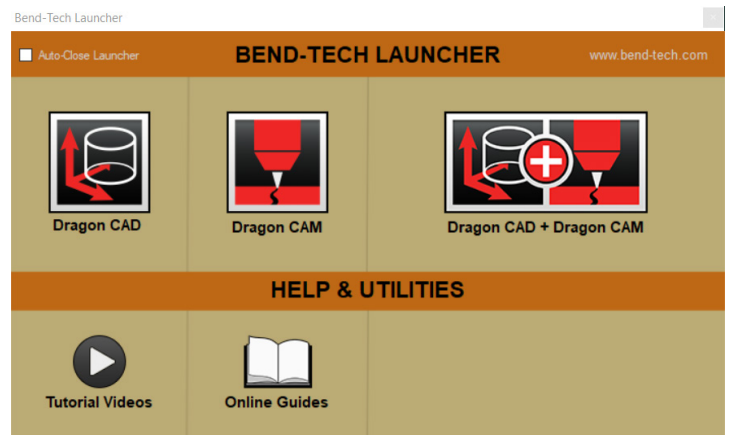 Bend-Tech Launcher
Auto-Close Launcher
BEND-TECH LAUNCHER
www.bend-tech.com
Dragon CAD
Dragon CAM
Dragon CAD + Dragon CAM
HELP & UTILITIES
Tutorial Videos
Online Guides